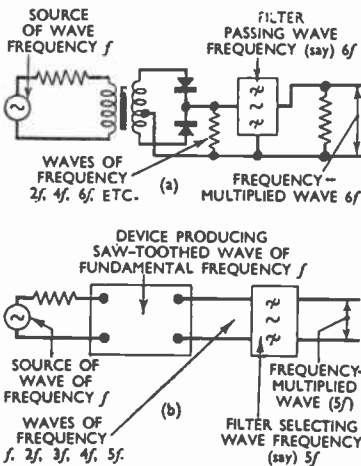 SOURCE
OF WAVE
FREQUENCY f
FILTER
PASSING WAVE
FREQUENCY (say) 6f
WAVES OF
FREQUENCY
2f, 4f, 6f, ETC.
(a)
FREQUENCY-
MULTIPLIED WAVE 6f
DEVICE PRODUCING
SAW-TOOTHED WAVE OF
FUNDAMENTAL FREQUENCY f
SOURCE OF
WAVE OF
FREQUENCY
f
WAVES OF
FREQUENCY
f, 2f, 3f, 4f, 5f.
(b)
FREQUENCY-
MULTIPLIED
WAVE (5f)
FILTER SELECTING
WAVE FREQUENCY
(say) 5f